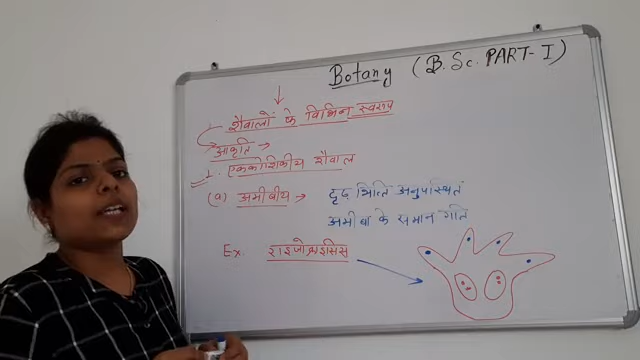 Botany (B.Sc. PART-I)
शैवालों के विभिन्न स्वरूप
आकृति →
1. एककोशिकीय शैवाल
(a) अमीबीय → दृढ़ भित्ति अनुपस्थित
अमीबा के समान गति
Ex. राइजोक्राइसिस